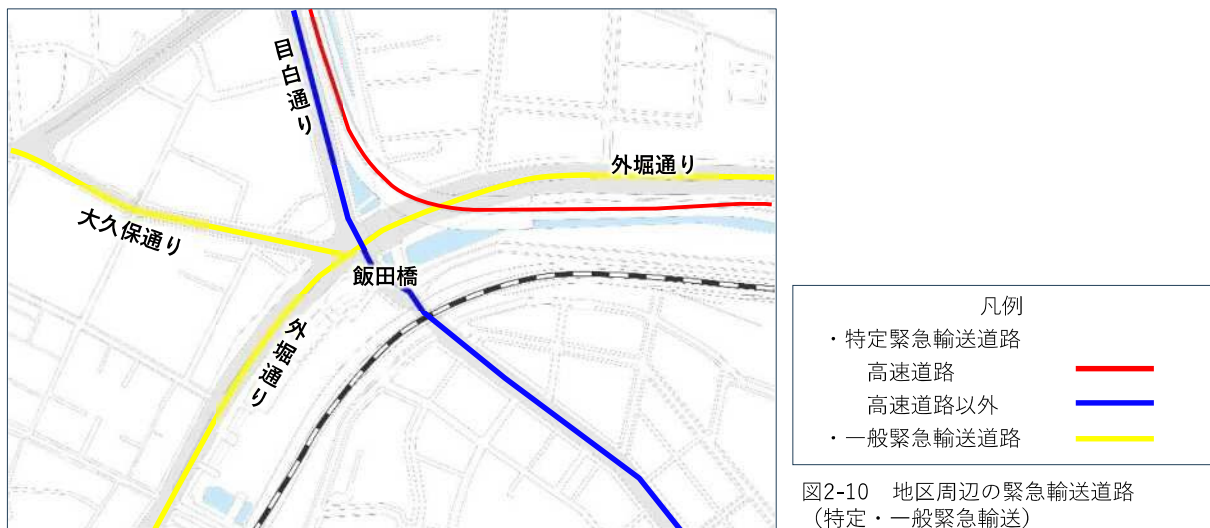 目白通り
外堀通り
大久保通り
飯田橋
外堀通り
凡例
・特定緊急輸送道路
高速道路
高速道路以外
・一般緊急輸送道路
図2-10　地区周辺の緊急輸送道路
（特定・一般緊急輸送）